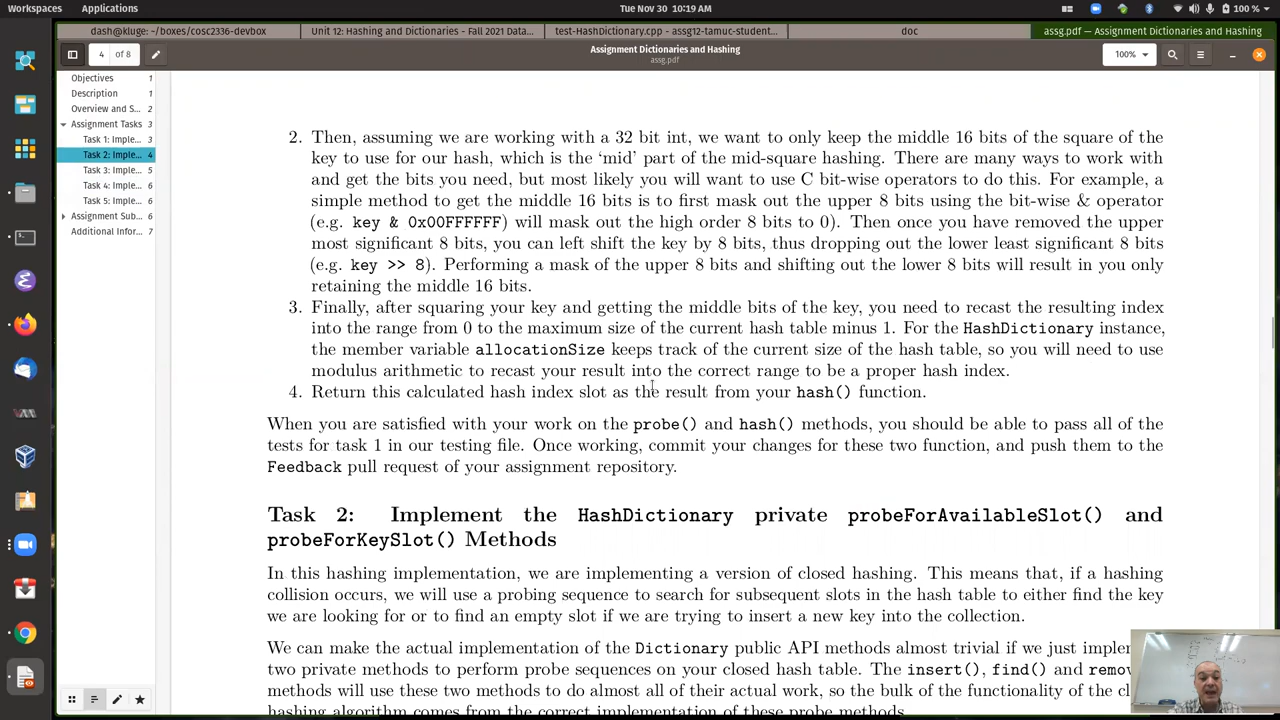 Workspaces
Applications
Tue Nov 30 10:19 AM
100 %
dash@kluge: ~/boxes/cosc2336-devbox
Unit 12: Hashing and Dictionaries - Fall 2021 Data...
test-HashDictionary.cpp - assg12-tamuc-student...
doc
assg.pdf — Assignment Dictionaries and Hashing
4 of 8
Assignment Dictionaries and Hashing
assg.pdf
100%
Objectives 1
Description 1
Overview and S... 2
Assignment Tasks 3
Task 1: Imple... 3
Task 2: Imple... 4
Task 3: Imple... 5
Task 4: Imple... 6
Task 5: Imple... 6
Assignment Sub... 6
Additional Infor... 7
2. Then, assuming we are working with a 32 bit int, we want to only keep the middle 16 bits of the square of the
key to use for our hash, which is the ‘mid’ part of the mid-square hashing. There are many ways to work with
and get the bits you need, but most likely you will want to use C bit-wise operators to do this. For example, a
simple method to get the middle 16 bits is to first mask out the upper 8 bits using the bit-wise & operator
(e.g. key & 0x00FFFFFF) will mask out the high order 8 bits to 0). Then once you have removed the upper
most significant 8 bits, you can left shift the key by 8 bits, thus dropping out the lower least significant 8 bits
(e.g. key >> 8). Performing a mask of the upper 8 bits and shifting out the lower 8 bits will result in you only
retaining the middle 16 bits.
3. Finally, after squaring your key and getting the middle bits of the key, you need to recast the resulting index
into the range from 0 to the maximum size of the current hash table minus 1. For the HashDictionary instance,
the member variable allocationSize keeps track of the current size of the hash table, so you will need to use
modulus arithmetic to recast your result into the correct range to be a proper hash index.
4. Return this calculated hash index slot as the result from your hash() function.
When you are satisfied with your work on the probe() and hash() methods, you should be able to pass all of the
tests for task 1 in our testing file. Once working, commit your changes for these two function, and push them to the
Feedback pull request of your assignment repository.
Task 2: Implement the HashDictionary private probeForAvailableSlot() and
probeForKeySlot() Methods
In this hashing implementation, we are implementing a version of closed hashing. This means that, if a hashing
collision occurs, we will use a probing sequence to search for subsequent slots in the hash table to either find the key
we are looking for or to find an empty slot if we are trying to insert a new key into the collection.
We can make the actual implementation of the Dictionary public API methods almost trivial if we just implem
two private methods to perform probe sequences on your closed hash table. The insert(), find() and remov
methods will use these two methods to do almost all of their actual work, so the bulk of the functionality of the cl
hashing algorithm comes from the correct implementation of these probe methods.